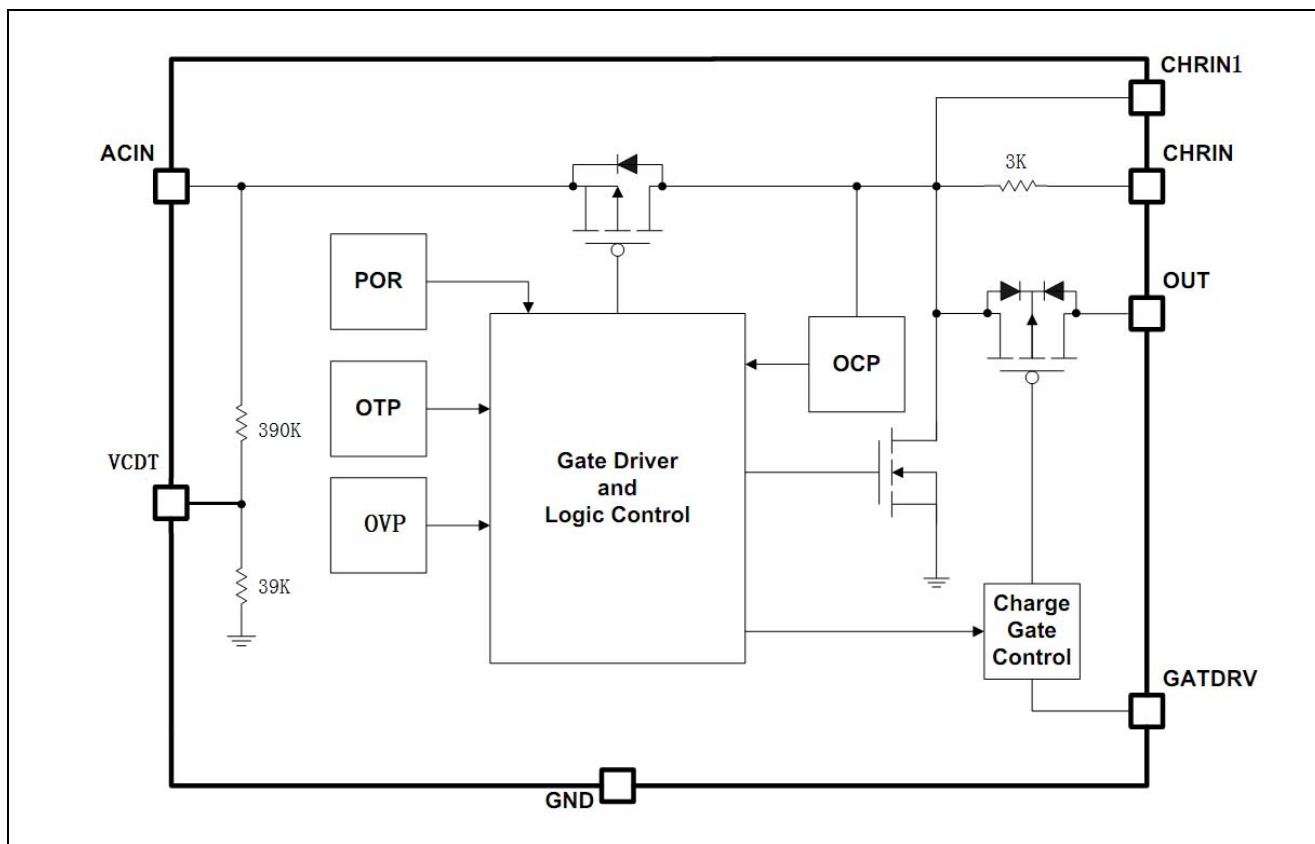 CHRIN1
ACIN
CHRIN
3K
POR
OUT
OTP
OCP
390K
VCDT
Gate Driver
and
Logic Control
OVP
39K
Charge
Gate
Control
GATDRV
GND